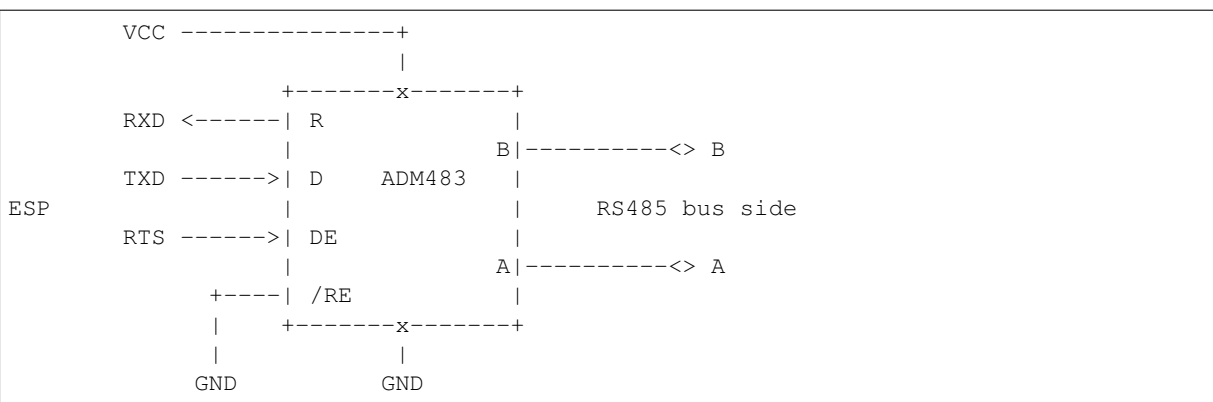 VCC ---------------+
|
+-------x-------+
RXD <------| R |
| B|----------<> B
TXD ------>| D ADM483 |
ESP | | RS485 bus side
RTS ------>| DE |
| A|----------<> A
+----| /RE |
| +-------x-------+
| |
GND GND